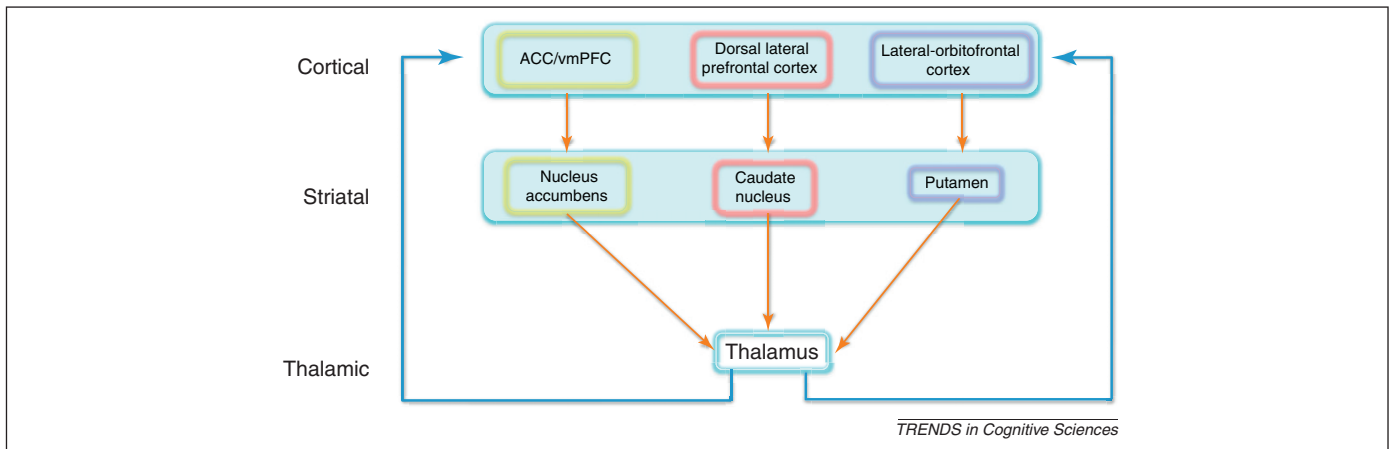 Cortical
ACC/vmPFC
Dorsal lateral
prefrontal cortex
Lateral-orbitofrontal
cortex
Striatal
Nucleus
accumbens
Caudate
nucleus
Putamen
Thalamic
Thalamus
TRENDS in Cognitive Sciences